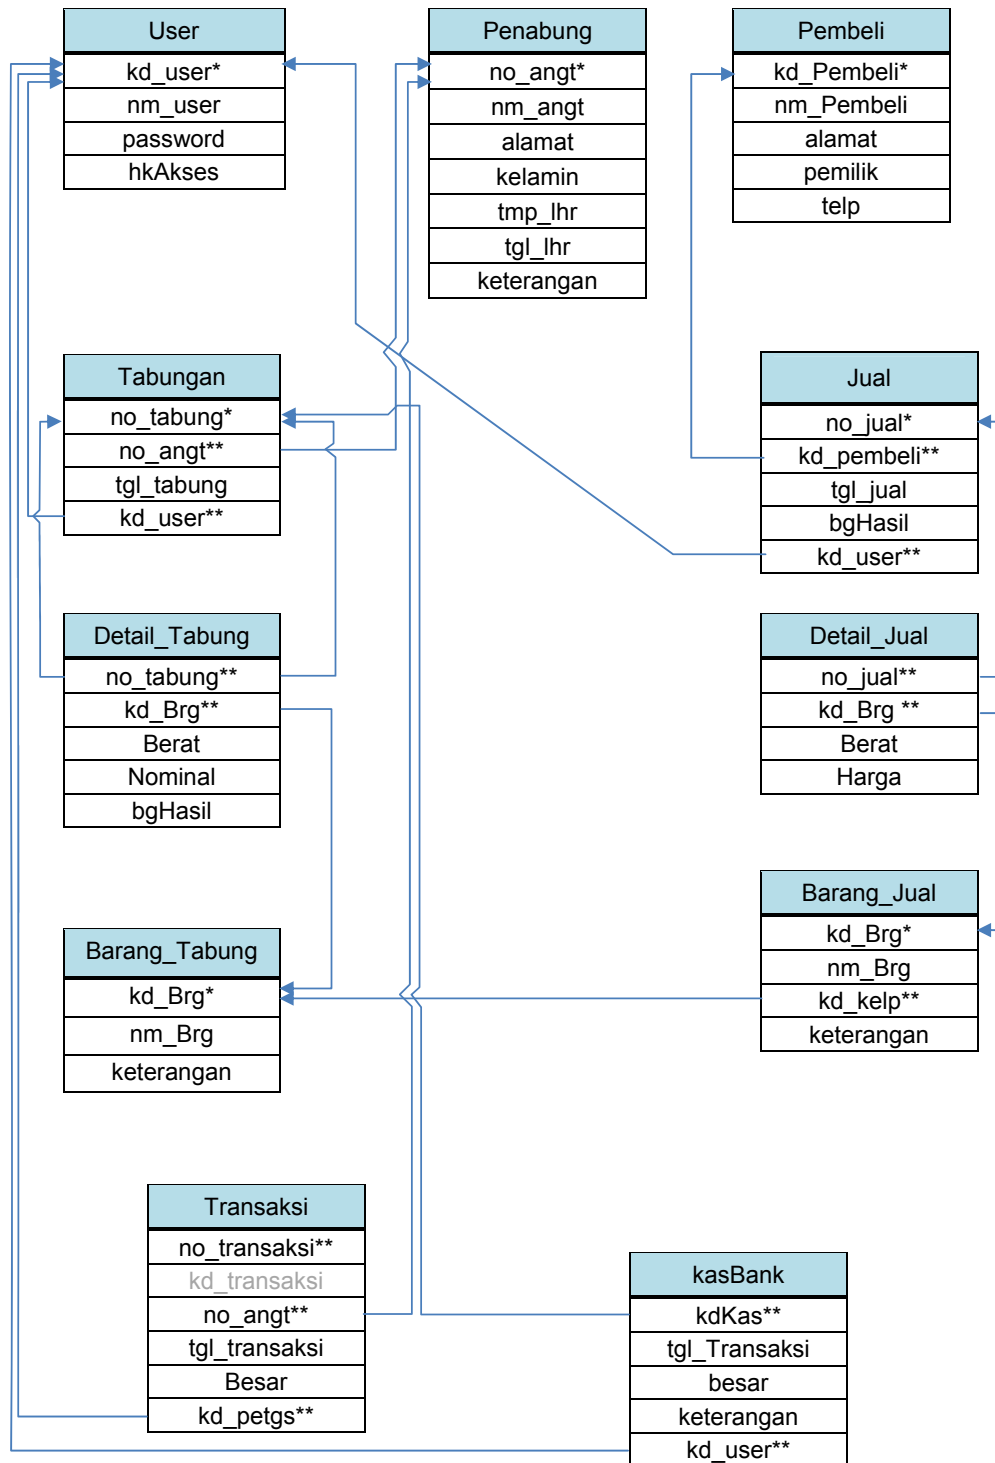 User
kd_user*
nm_user
password
hkAkses
Penabung
no_angt*
nm_angt
alamat
kelamin
tmp_lhr
tgl_lhr
keterangan
Pembeli
kd_Pembeli*
nm_Pembeli
alamat
pemilik
telp
Tabungan
no_tabung*
no_angt**
tgl_tabung
kd_user**
Jual
no_jual*
kd_pembeli**
tgl_jual
bgHasil
kd_user**
Detail_Tabung
no_tabung**
kd_Brg**
Berat
Nominal
bgHasil
Detail_Jual
no_jual**
kd_Brg **
Berat
Harga
Barang_Tabung
kd_Brg*
nm_Brg
keterangan
Barang_Jual
kd_Brg*
nm_Brg
kd_kelp**
keterangan
Transaksi
no_transaksi**
kd_transaksi
no_angt**
tgl_transaksi
Besar
kd_petgs**
kasBank
kdKas**
tgl_Transaksi
besar
keterangan
kd_user**